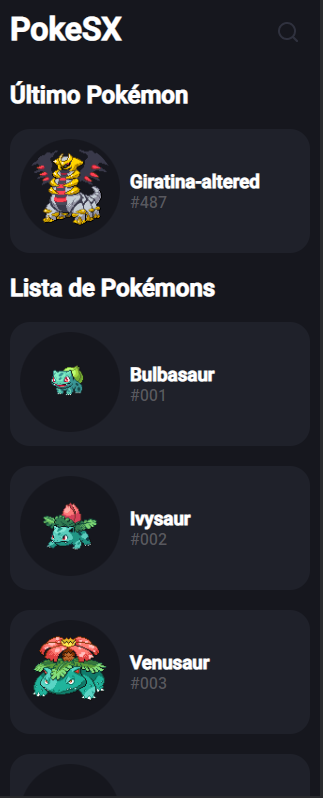 PokeSX
Último Pokémon
Giratina-altered
#487
Lista de Pokémons
Bulbasaur
#001
Ivysaur
#002
Venusaur
#003